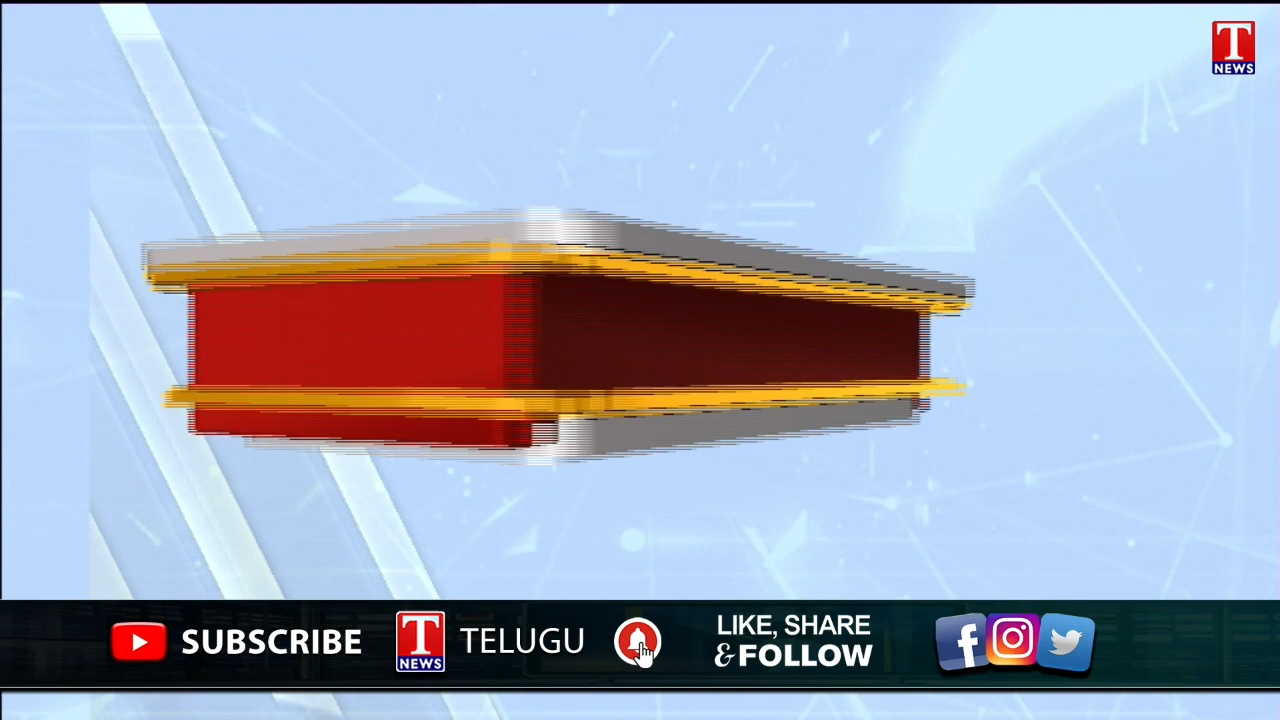 T
NEWS
SUBSCRIBE
T
NEWS
TELUGU
LIKE, SHARE
& FOLLOW